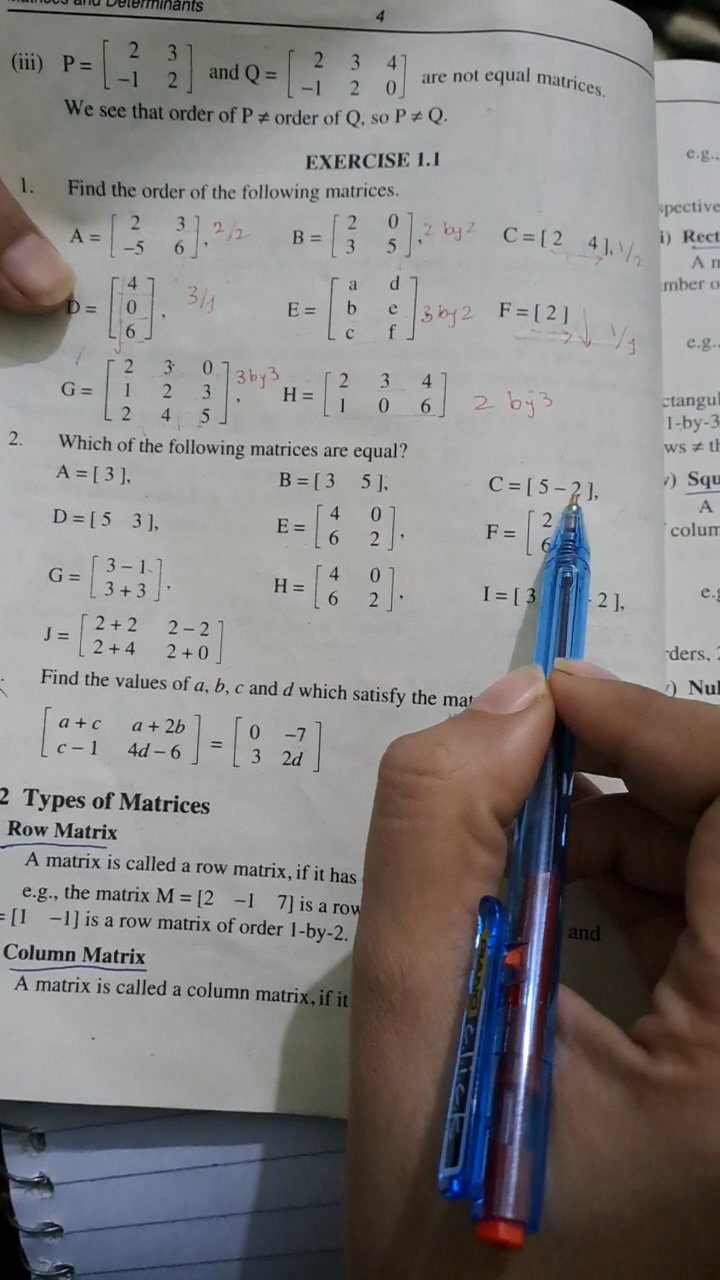 Determinants
4
(iii) P = [ 2 3 -1 2 ] and Q = [ 2 3 4 -1 2 0 ] are not equal matrices.
We see that order of P ≠ order of Q, so P ≠ Q.
EXERCISE 1.1
1. Find the order of the following matrices.
A = [ 2 3 -5 6 ], 2/2 B = [ 2 0 3 5 ], 2 by 2 C = [ 2 4 ], 1/2
D = [ 4 0 6 ], 3/1 E = [ a d b e c f ] 3 by 2 F = [ 2 ] 1/1
G = [ 2 3 0 1 2 3 2 4 5 ], 3 by 3 H = [ 2 3 4 1 0 6 ] 2 by 3
2. Which of the following matrices are equal?
A = [ 3 ], B = [ 3 5 ], C = [ 5 - 2 ],
D = [ 5 3 ], E = [ 4 0 6 2 ], F = [ 2 6
G = [ 3 - 1 3 + 3 ], H = [ 4 0 6 2 ], I = [ 3 2 ],
J = [ 2 + 2 2 - 2 2 + 4 2 + 0 ]
Find the values of a, b, c and d which satisfy the
[ a + c a + 2b c - 1 4d - 6 ] = [ 0 -7 3 2d ]
2 Types of Matrices
Row Matrix
A matrix is called a row matrix, if it has
e.g., the matrix M = [2 -1 7] is a row
= [1 -1] is a row matrix of order 1-by-2.
and
Column Matrix
A matrix is called a column matrix, if it
e.g.,
i) Rect
A
e.g.
1-by-3
≠
v) Squ
A
e.g
) Nul
PIANO click